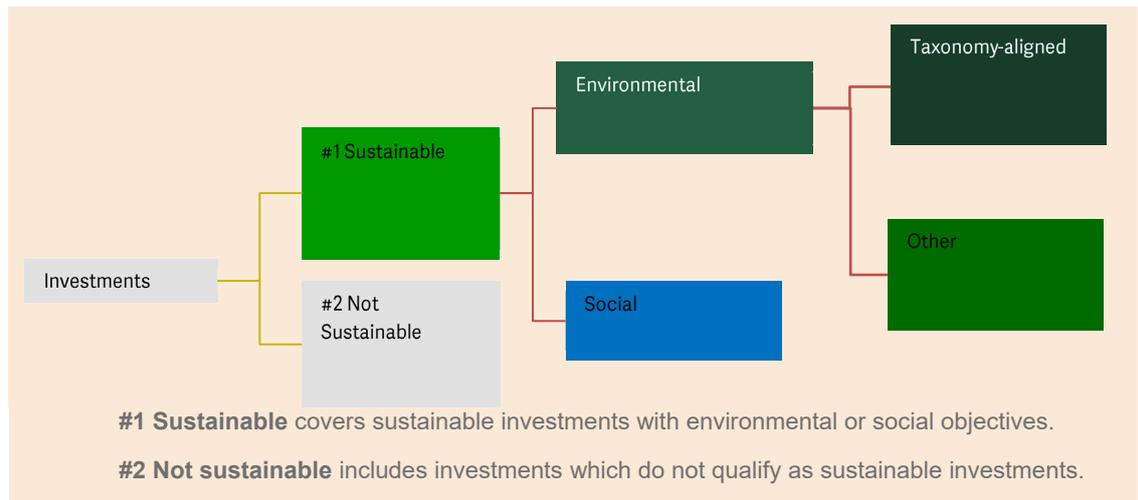 Taxonomy-aligned
Environmental
#1 Sustainable
Other
Investments
#2 Not
Sustainable
Social
#1 Sustainable covers sustainable investments with environmental or social objectives.
#2 Not sustainable includes investments which do not qualify as sustainable investments.